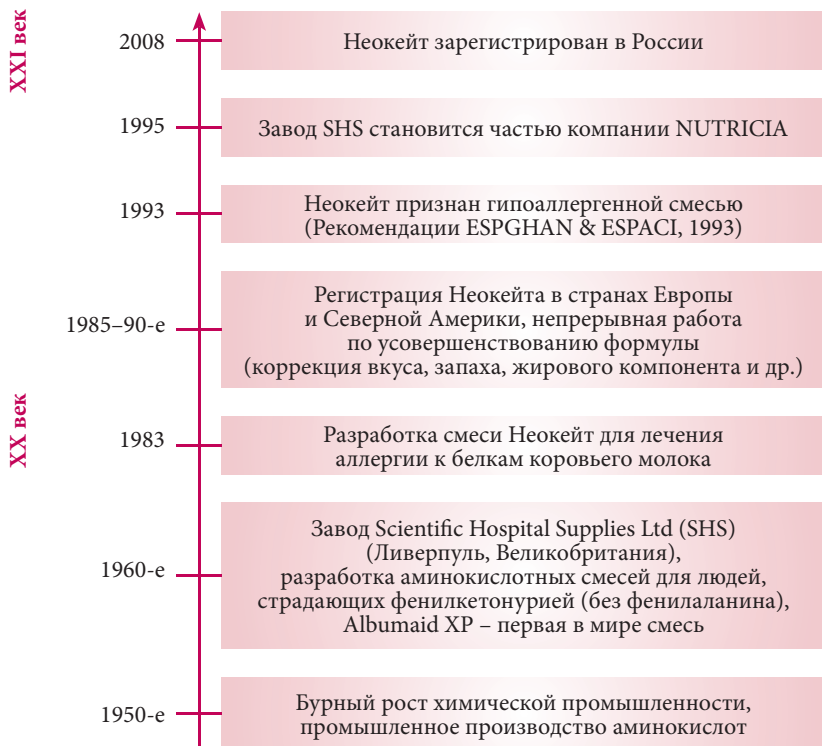 XXI век
2008
Неокейт зарегистрирован в России
1995
Завод SHS становится частью компании NUTRICIA
1993
Неокейт признан гипоаллергенной смесью
(Рекомендации ESPGHAN & ESPACI, 1993)
1985–90-е
Регистрация Неокейта в странах Европы
и Северной Америки, непрерывная работа
по усовершенствованию формулы
(коррекция вкуса, запаха, жирового компонента и др.)
XX век
1983
Разработка смеси Неокейт для лечения
аллергии к белкам коровьего молока
1960-е
Завод Scientific Hospital Supplies Ltd (SHS)
(Ливерпуль, Великобритания),
разработка аминокислотных смесей для людей,
страдающих фенилкетонурией (без фенилаланина),
Albumaid XP – первая в мире смесь
1950-е
Бурный рост химической промышленности,
промышленное производство аминокислот